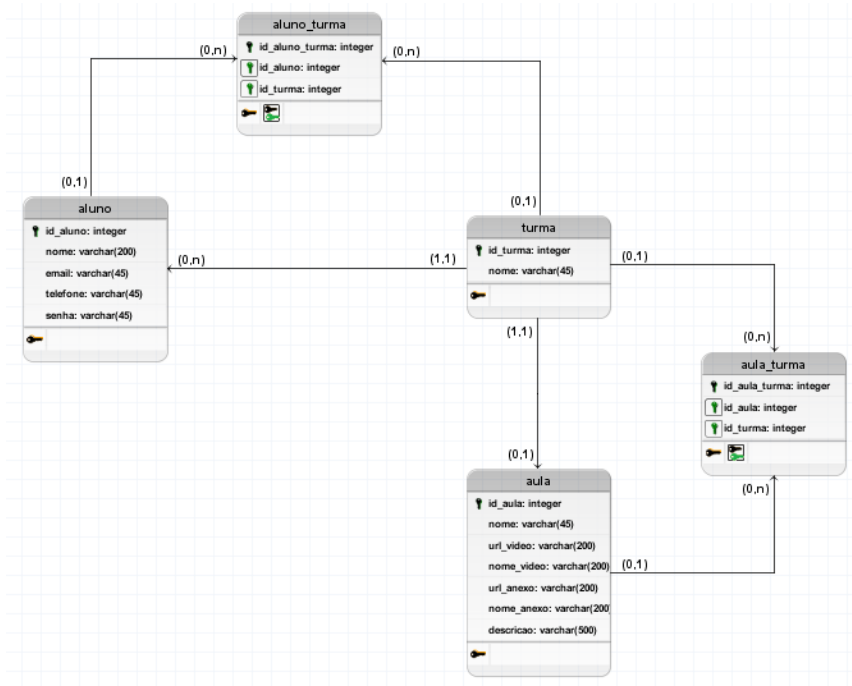 aluno_turma
id_aluno_turma: integer
id_aluno: integer
id_turma: integer
(0,n)
(0,n)
(0,1)
(0,1)
aluno
id_aluno: integer
nome: varchar(200)
email: varchar(45)
telefone: varchar(45)
senha: varchar(45)
(0,n)
(1,1)
turma
id_turma: integer
nome: varchar(45)
(0,1)
(1,1)
(0,n)
aula_turma
id_aula_turma: integer
id_aula: integer
id_turma: integer
(0,n)
(0,1)
aula
id_aula: integer
nome: varchar(45)
url_video: varchar(200)
nome_video: varchar(200)
url_anexo: varchar(200)
nome_anexo: varchar(200
descricao: varchar(500)
(0,1)